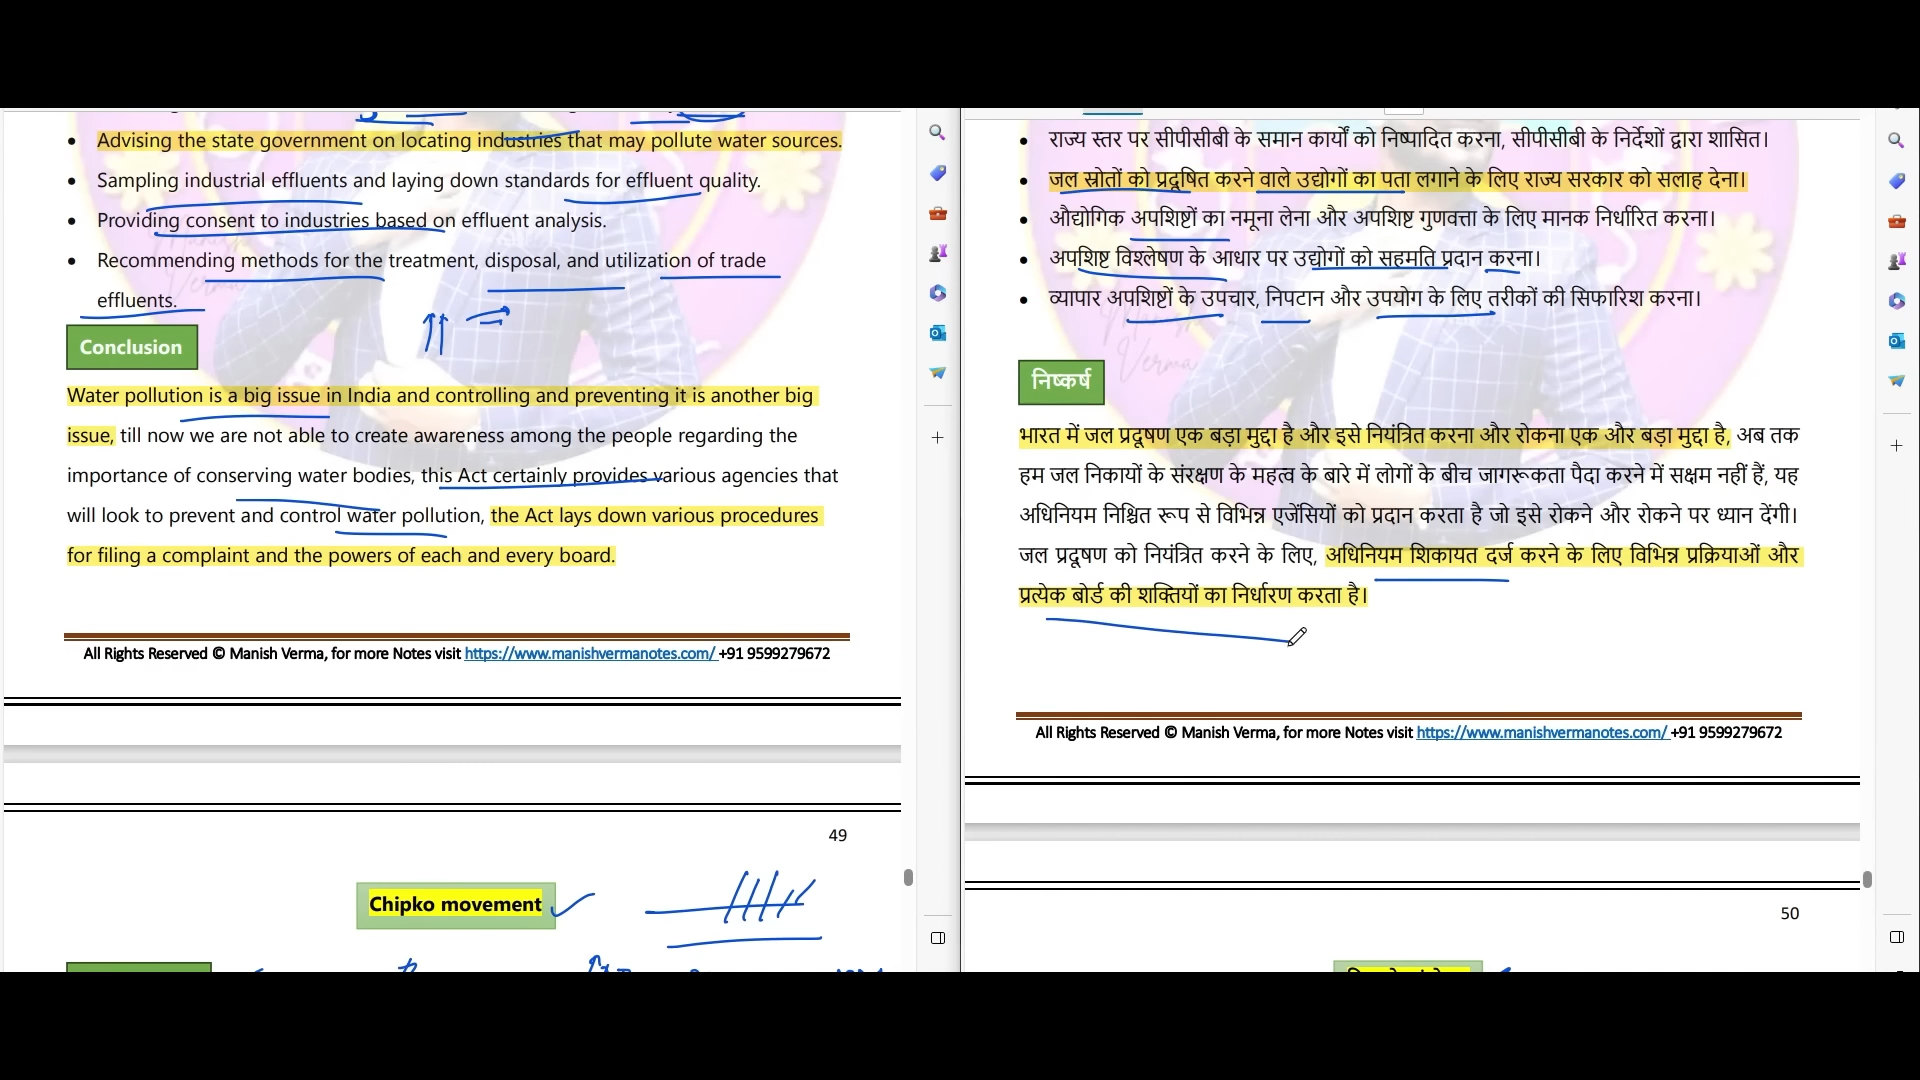 • Advising the state government on locating industries that may pollute water sources.
• Sampling industrial effluents and laying down standards for effluent quality.
• Providing consent to industries based on effluent analysis.
• Recommending methods for the treatment, disposal, and utilization of trade
effluents.
Conclusion
Water pollution is a big issue in India and controlling and preventing it is another big
issue, till now we are not able to create awareness among the people regarding the
importance of conserving water bodies, this Act certainly provides various agencies that
will look to prevent and control water pollution, the Act lays down various procedures
for filing a complaint and the powers of each and every board.
All Rights Reserved © Manish Verma, for more Notes visit https://www.manishvermanotes.com/ +91 9599279672
49
Chipko movement
• राज्य स्तर पर सीपीसीबी के समान कार्यों को निष्पादित करना, सीपीसीबी के निर्देशों द्वारा शासित।
• जल स्रोतों को प्रदूषित करने वाले उद्योगों का पता लगाने के लिए राज्य सरकार को सलाह देना।
• औद्योगिक अपशिष्टों का नमूना लेना और अपशिष्ट गुणवत्ता के लिए मानक निर्धारित करना।
• अपशिष्ट विश्लेषण के आधार पर उद्योगों को सहमति प्रदान करना।
• व्यापार अपशिष्टों के उपचार, निपटान और उपयोग के लिए तरीकों की सिफारिश करना।
Verma
निष्कर्ष
भारत में जल प्रदूषण एक बड़ा मुद्दा है और इसे नियंत्रित करना और रोकना एक और बड़ा मुद्दा है, अब तक
हम जल निकायों के संरक्षण के महत्व के बारे में लोगों के बीच जागरूकता पैदा करने में सक्षम नहीं हैं, यह
अधिनियम निश्चित रूप से विभिन्न एजेंसियों को प्रदान करता है जो इसे रोकने और रोकने पर ध्यान देंगी।
जल प्रदूषण को नियंत्रित करने के लिए, अधिनियम शिकायत दर्ज करने के लिए विभिन्न प्रक्रियाओं और
प्रत्येक बोर्ड की शक्तियों का निर्धारण करता है।
All Rights Reserved © Manish Verma, for more Notes visit https://www.manishvermanotes.com/ +91 9599279672
50